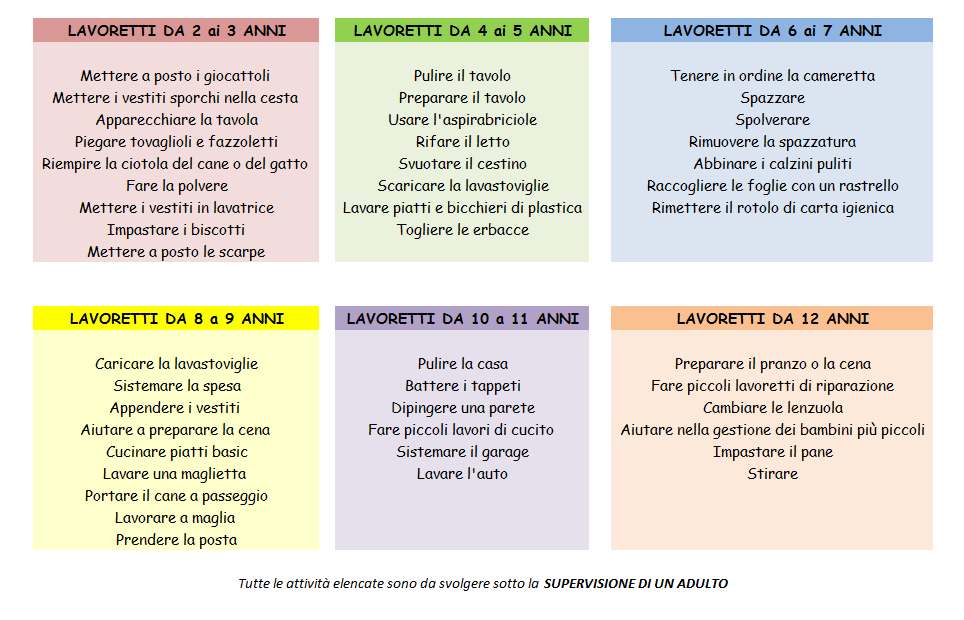 LAVORETTI DA 2 ai 3 ANNI
Mettere a posto i giocattoli
Mettere i vestiti sporchi nella cesta
Apparecchiare la tavola
Piegare tovaglioli e fazzoletti
Riempire la ciotola del cane o del gatto
Fare la polvere
Mettere i vestiti in lavatrice
Impastare i biscotti
Mettere a posto le scarpe
LAVORETTI DA 4 ai 5 ANNI
Pulire il tavolo
Preparare il tavolo
Usare l'aspirabriciole
Rifare il letto
Svuotare il cestino
Scaricare la lavastoviglie
Lavare piatti e bicchieri di plastica
Togliere le erbacce
LAVORETTI DA 6 ai 7 ANNI
Tenere in ordine la cameretta
Spazzare
Spolverare
Rimuovere la spazzatura
Abbinare i calzini puliti
Raccogliere le foglie con un rastrello
Rimettere il rotolo di carta igienica
LAVORETTI DA 8 a 9 ANNI
Caricare la lavastoviglie
Sistemare la spesa
Appendere i vestiti
Aiutare a preparare la cena
Cucinare piatti basic
Lavare una maglietta
Portare il cane a passeggio
Lavorare a maglia
Prendere la posta
LAVORETTI DA 10 a 11 ANNI
Pulire la casa
Battere i tappeti
Dipingere una parete
Fare piccoli lavori di cucito
Sistemare il garage
Lavare l'auto
LAVORETTI DA 12 ANNI
Preparare il pranzo o la cena
Fare piccoli lavoretti di riparazione
Cambiare le lenzuola
Aiutare nella gestione dei bambini più piccoli
Impastare il pane
Stirare
Tutte le attività elencate sono da svolgere sotto la SUPERVISIONE DI UN ADULTO